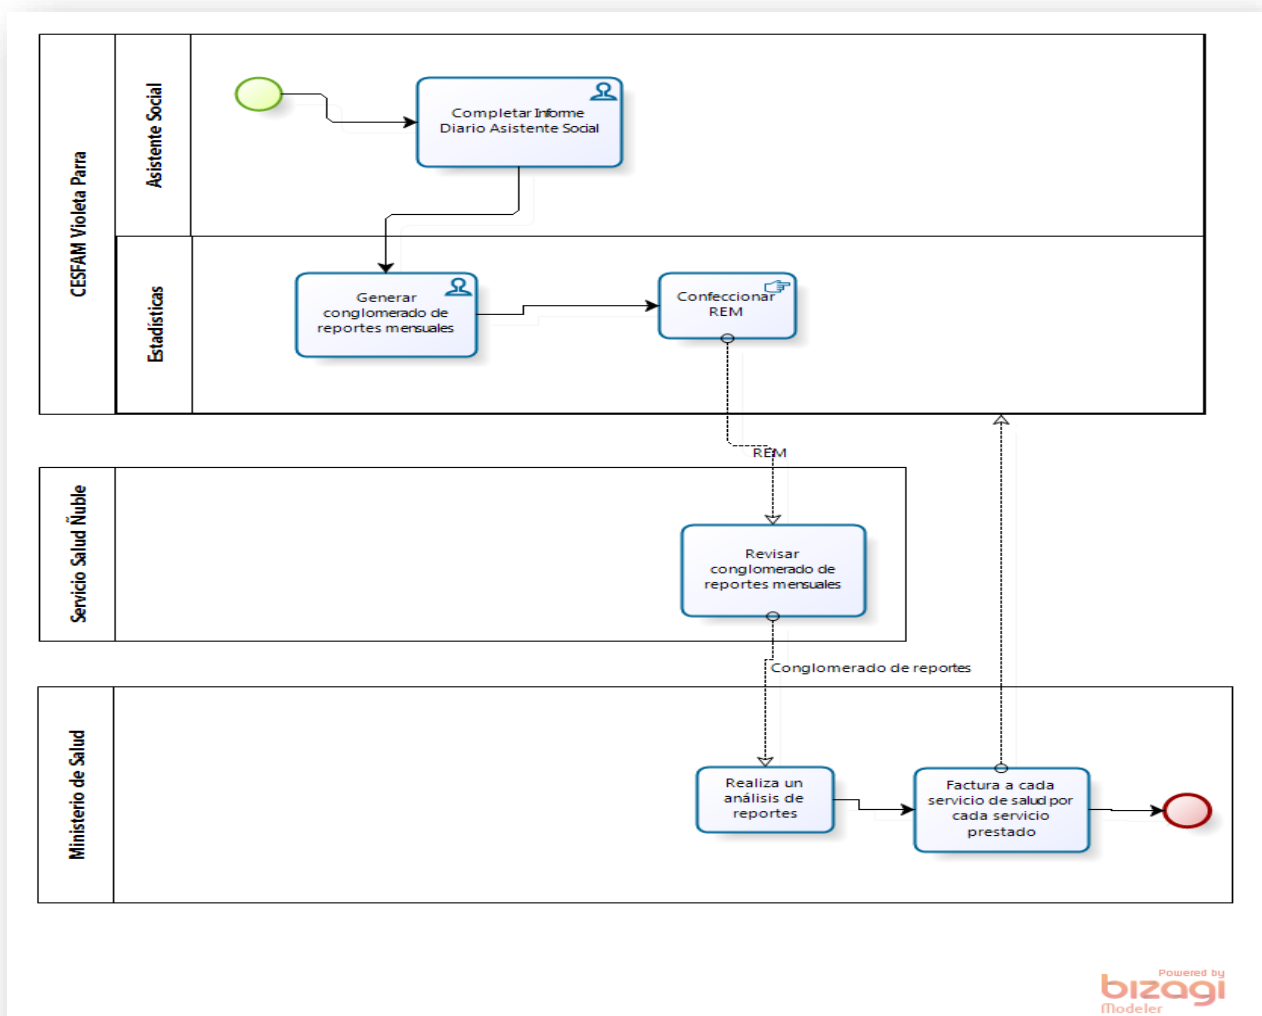 CESFAM Violeta Parra
Asistente Social
Completar Informe
Diario Asistente Social
Estadísticas
Generar
conglomerado de
reportes mensuales
Confeccionar
REM
REM
Servicio Salud Ñuble
Revisar
conglomerado de
reportes mensuales
Conglomerado de reportes
Ministerio de Salud
Realiza un
análisis de
reportes
Factura a cada
servicio de salud por
cada servicio
prestado
Powered by
bizagi
Modeler